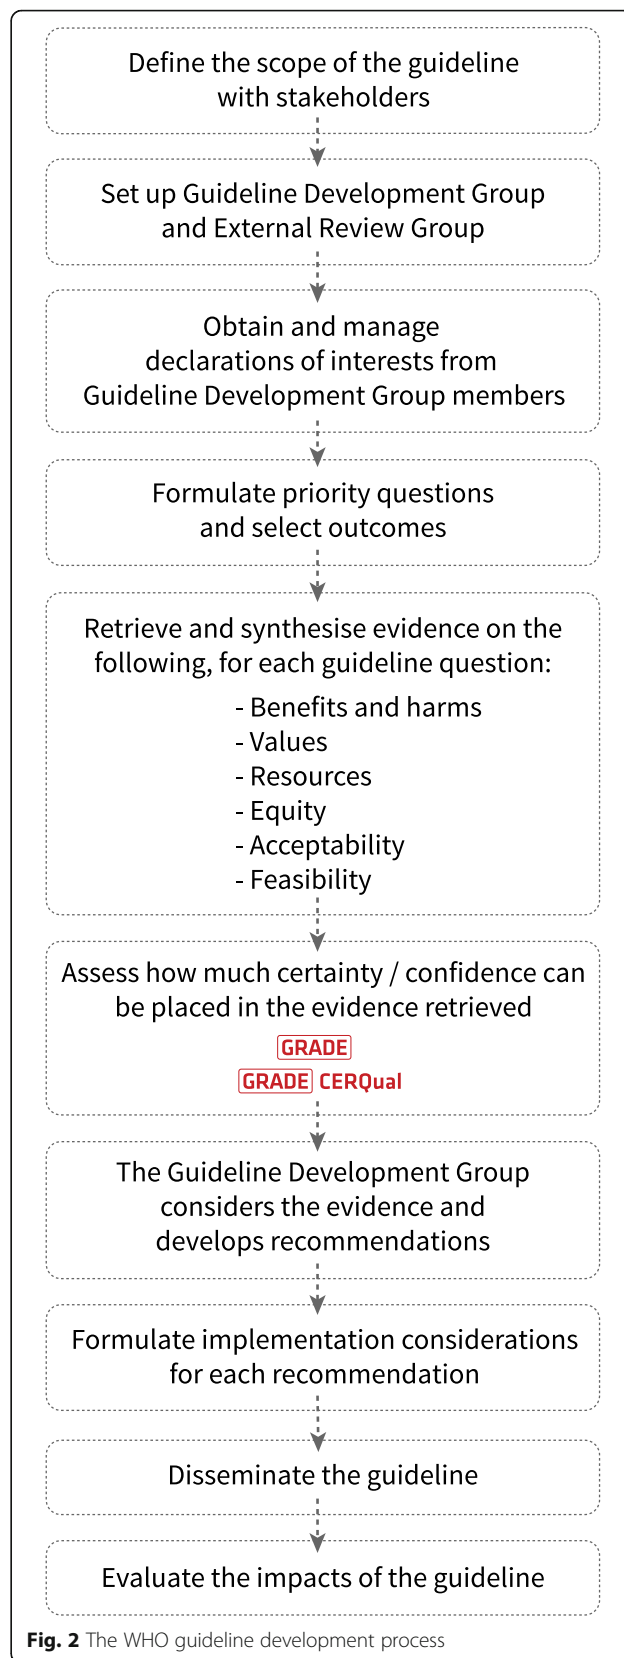 Define the scope of the guideline
with stakeholders
Set up Guideline Development Group
and External Review Group
Obtain and manage
declarations of interests from
Guideline Development Group members
Formulate priority questions
and select outcomes
Retrieve and synthesise evidence on the
following, for each guideline question:
- Benefits and harms
- Values
- Resources
- Equity
- Acceptability
- Feasibility
Assess how much certainty / confidence can
be placed in the evidence retrieved
GRADE
GRADE CERQual
The Guideline Development Group
considers the evidence and
develops recommendations
Formulate implementation considerations
for each recommendation
Disseminate the guideline
Evaluate the impacts of the guideline
Fig. 2 The WHO guideline development process